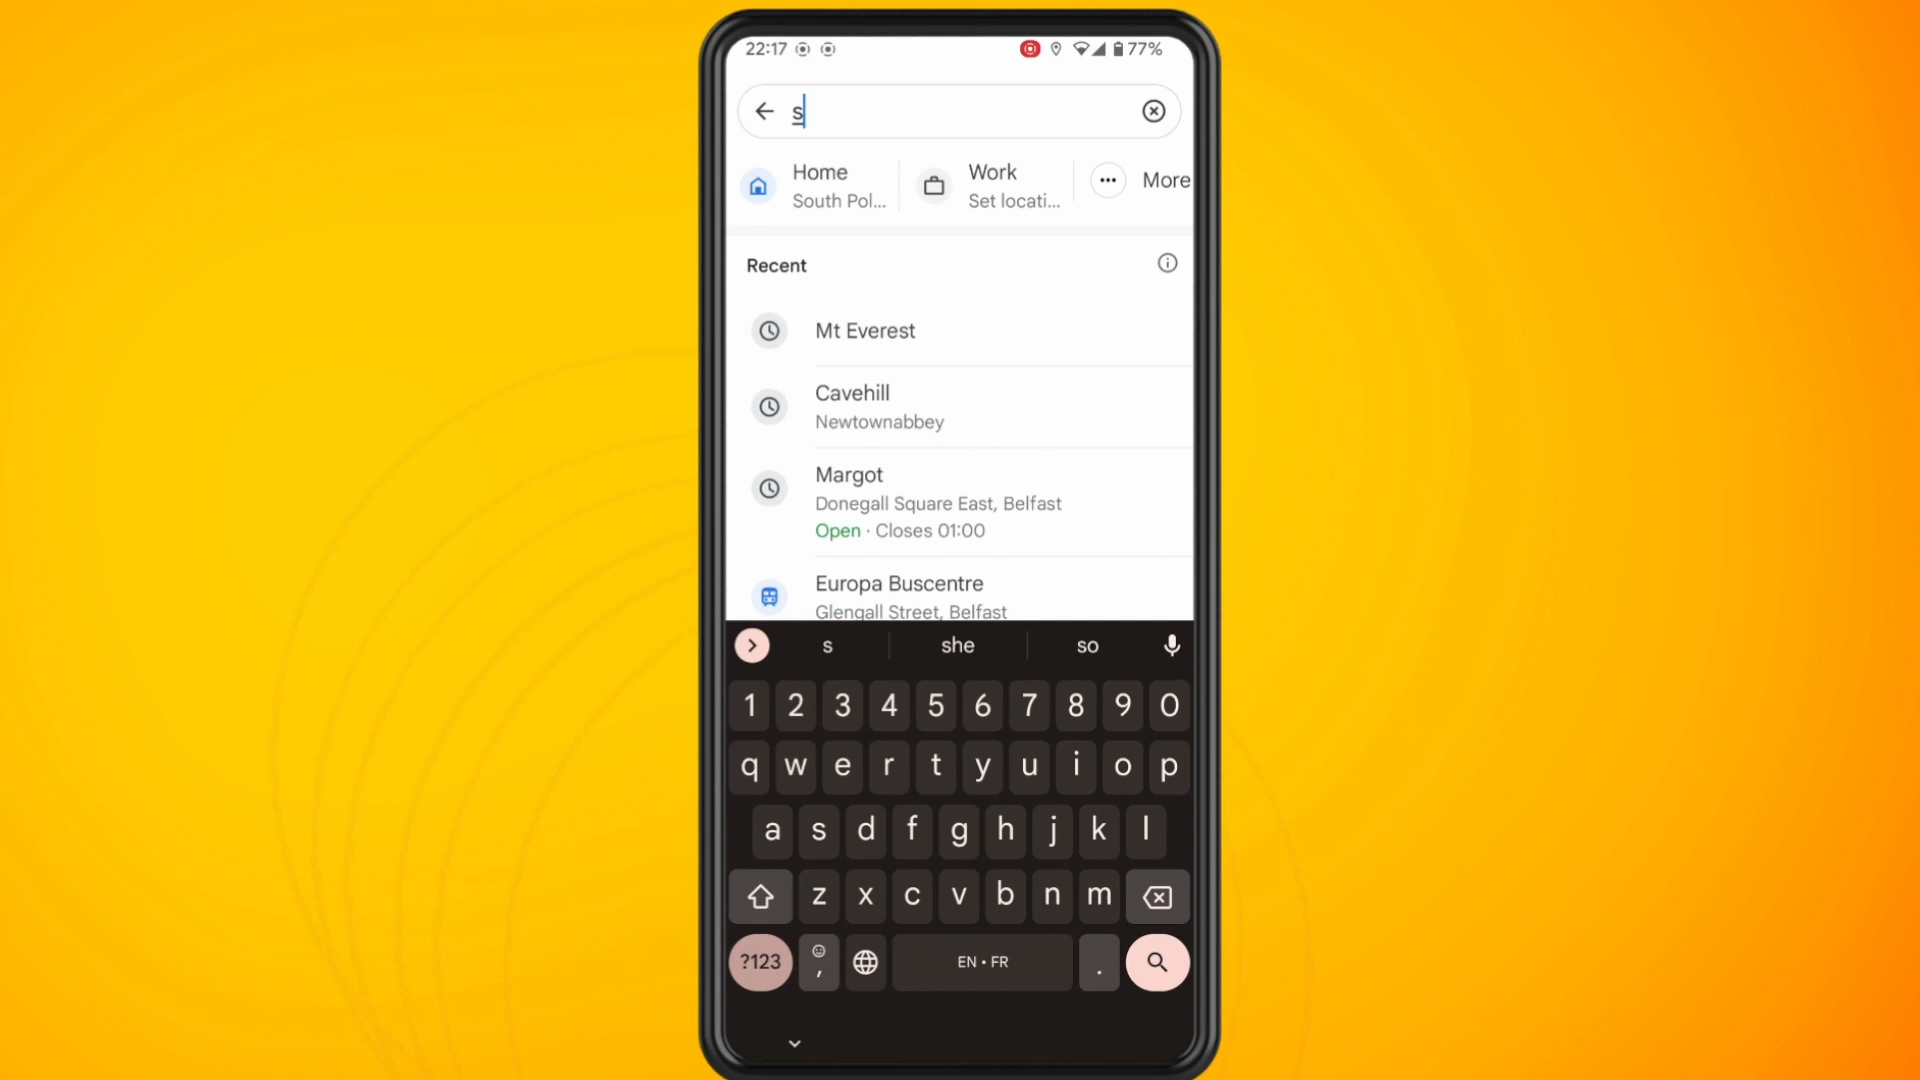 22:17 77%
s
Home Work More
South Pol... Set locati...
Recent
Mt Everest
Cavehill
Newtownabbey
Margot
Donegall Square East, Belfast
Open · Closes 01:00
Europa Buscentre
Glengall Street, Belfast
s she so
1 2 3 4 5 6 7 8 9 0
q w e r t y u i o p
a s d f g h j k l
z x c v b n m
?123 , EN • FR .